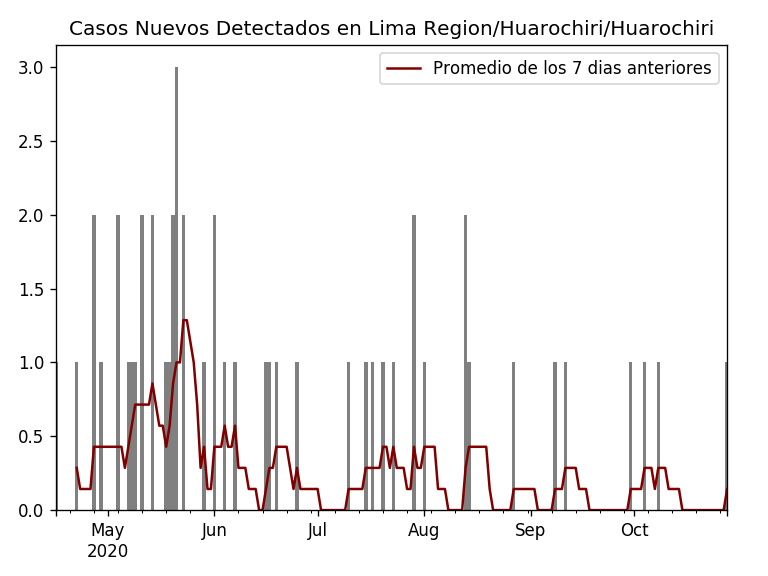 Casos Nuevos Detectados en Lima Region/Huarochiri/Huarochiri
Promedio de los 7 dias anteriores
3.0
2.5
2.0
1.5
1.0
0.5
0.0
May Jun Jul Aug Sep Oct
2020